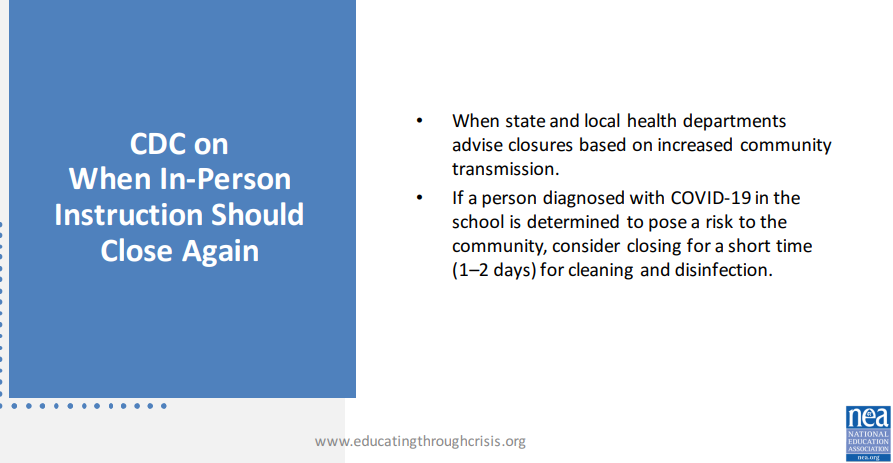 CDC on
When In-Person
Instruction Should
Close Again
• When state and local health departments
advise closures based on increased community
transmission.
• If a person diagnosed with COVID-19 in the
school is determined to pose a risk to the
community, consider closing for a short time
(1–2 days) for cleaning and disinfection.
www.educatingthroughcrisis.org
nea
NATIONAL
EDUCATION
ASSOCIATION
nea.org